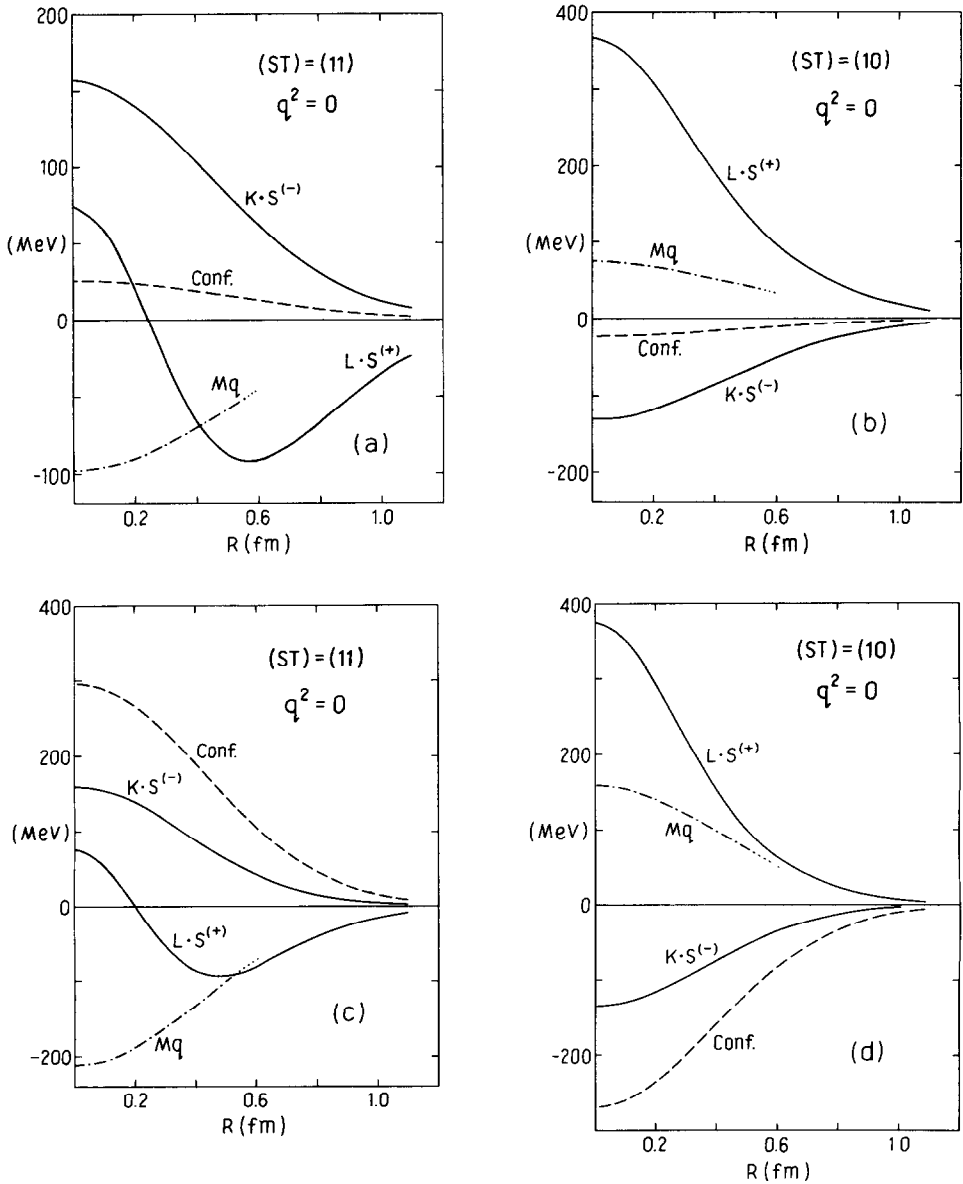 200
(ST) = (11)
q² = 0
100
K·S⁽⁻⁾
(MeV)
Conf.
0
L·S⁽⁺⁾
Mq
(a)
-100
0.2
0.6
1.0
R (fm)
400
(ST) = (10)
q² = 0
L·S⁽⁺⁾
200
(MeV)
Mq
0
Conf.
K·S⁽⁻⁾
(b)
-200
0.2
0.6
1.0
R (fm)
400
(ST) = (11)
q² = 0
Conf.
200
K·S⁽⁻⁾
(MeV)
0
L·S⁽⁺⁾
Mq
(c)
-200
0.2
0.6
1.0
R (fm)
400
(ST) = (10)
q² = 0
L·S⁽⁺⁾
200
(MeV)
Mq
0
K·S⁽⁻⁾
Conf.
(d)
-200
0.2
0.6
1.0
R (fm)